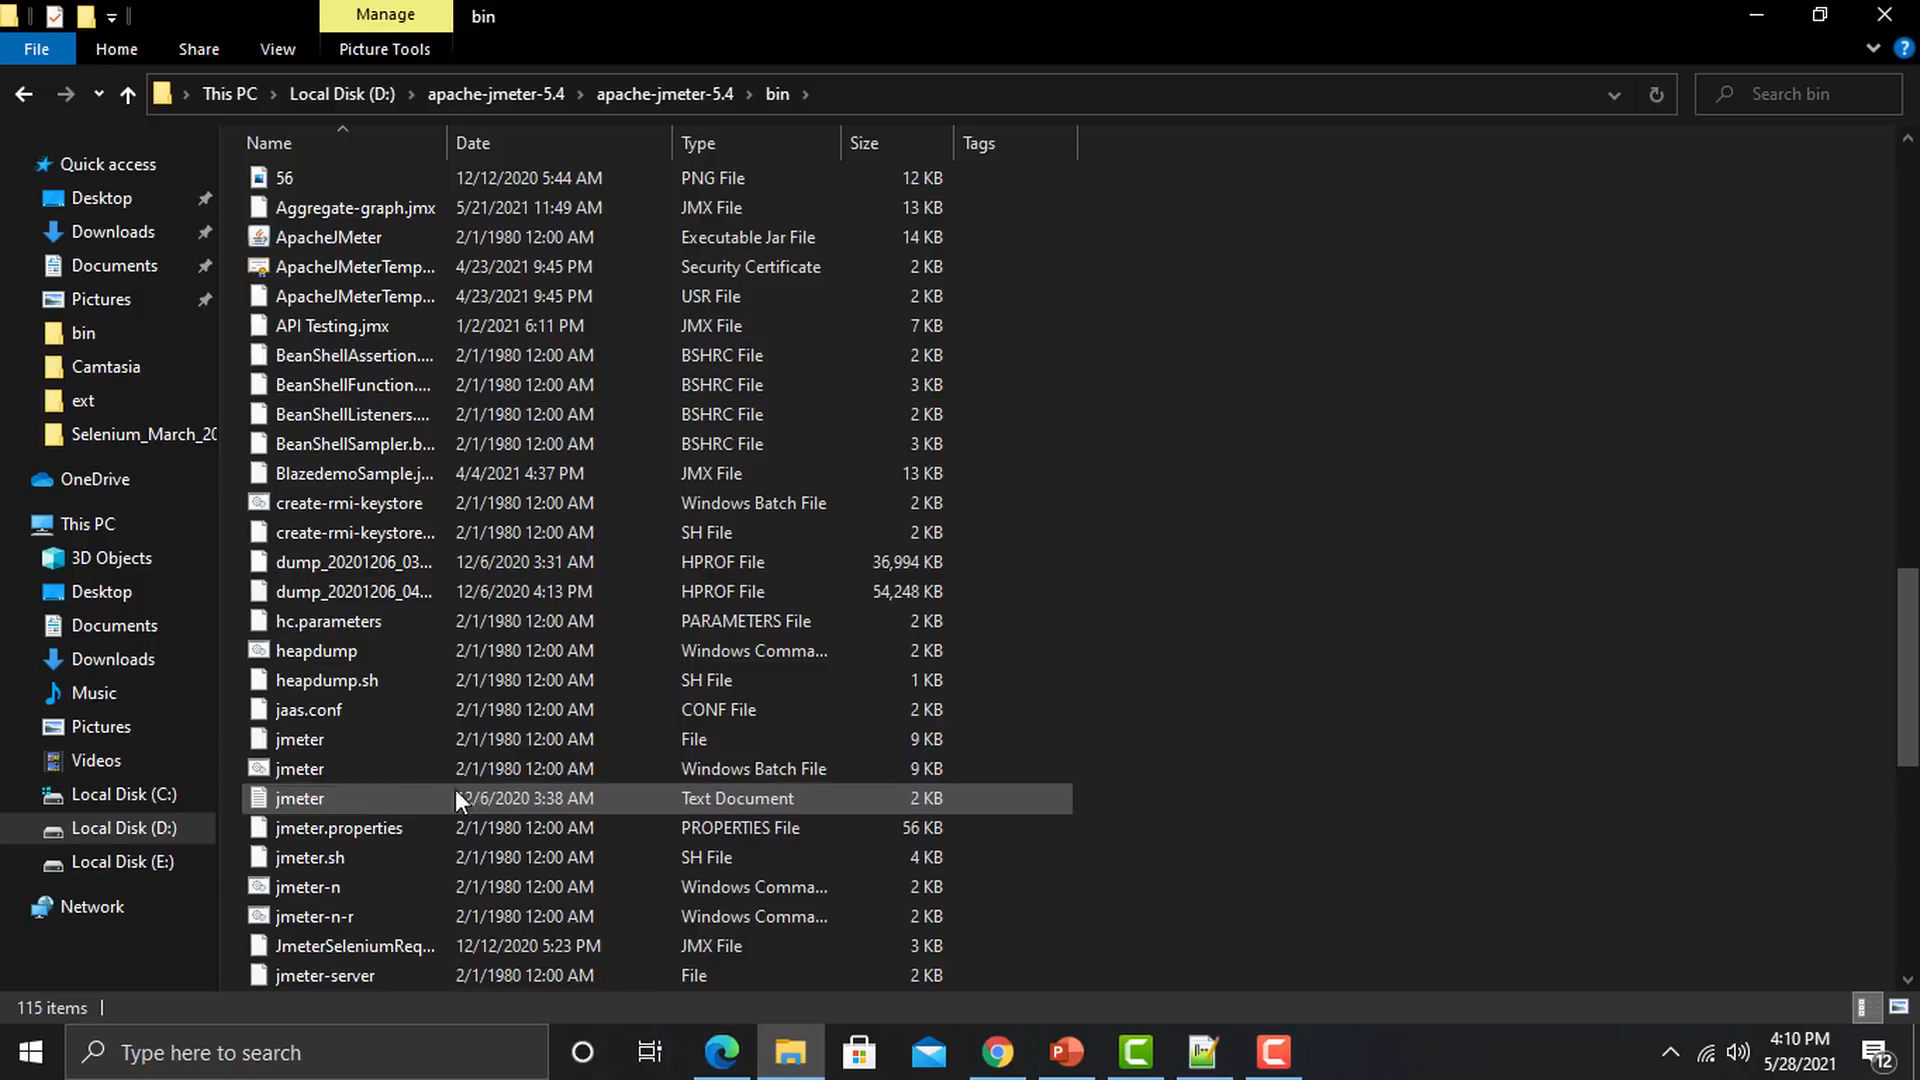 Manage
bin
File
Home
Share
View
Picture Tools
This PC
Local Disk (D:)
apache-jmeter-5.4
apache-jmeter-5.4
bin
Search bin
Name
Date
Type
Size
Tags
56 12/12/2020 5:44 AM PNG File 12 KB
Aggregate-graph.jmx 5/21/2021 11:49 AM JMX File 13 KB
ApacheJMeter 2/1/1980 12:00 AM Executable Jar File 14 KB
ApacheJMeterTemp... 4/23/2021 9:45 PM Security Certificate 2 KB
ApacheJMeterTemp... 4/23/2021 9:45 PM USR File 2 KB
API Testing.jmx 1/2/2021 6:11 PM JMX File 7 KB
BeanShellAssertion.... 2/1/1980 12:00 AM BSHRC File 2 KB
BeanShellFunction.... 2/1/1980 12:00 AM BSHRC File 3 KB
BeanShellListeners.... 2/1/1980 12:00 AM BSHRC File 2 KB
BeanShellSampler.b... 2/1/1980 12:00 AM BSHRC File 3 KB
BlazedemoSample.j... 4/4/2021 4:37 PM JMX File 13 KB
create-rmi-keystore 2/1/1980 12:00 AM Windows Batch File 2 KB
create-rmi-keystore... 2/1/1980 12:00 AM SH File 2 KB
dump_20201206_03... 12/6/2020 3:31 AM HPROF File 36,994 KB
dump_20201206_04... 12/6/2020 4:13 PM HPROF File 54,248 KB
hc.parameters 2/1/1980 12:00 AM PARAMETERS File 2 KB
heapdump 2/1/1980 12:00 AM Windows Comma... 2 KB
heapdump.sh 2/1/1980 12:00 AM SH File 1 KB
jaas.conf 2/1/1980 12:00 AM CONF File 2 KB
jmeter 2/1/1980 12:00 AM File 9 KB
jmeter 2/1/1980 12:00 AM Windows Batch File 9 KB
jmeter 2/6/2020 3:38 AM Text Document 2 KB
jmeter.properties 2/1/1980 12:00 AM PROPERTIES File 56 KB
jmeter.sh 2/1/1980 12:00 AM SH File 4 KB
jmeter-n 2/1/1980 12:00 AM Windows Comma... 2 KB
jmeter-n-r 2/1/1980 12:00 AM Windows Comma... 2 KB
JmeterSeleniumReq... 12/12/2020 5:23 PM JMX File 3 KB
jmeter-server 2/1/1980 12:00 AM File 2 KB
Quick access
Desktop
Downloads
Documents
Pictures
bin
Camtasia
ext
Selenium_March_20
OneDrive
This PC
3D Objects
Desktop
Documents
Downloads
Music
Pictures
Videos
Local Disk (C:)
Local Disk (D:)
Local Disk (E:)
Network
115 items
Type here to search
4:10 PM
5/28/2021
12